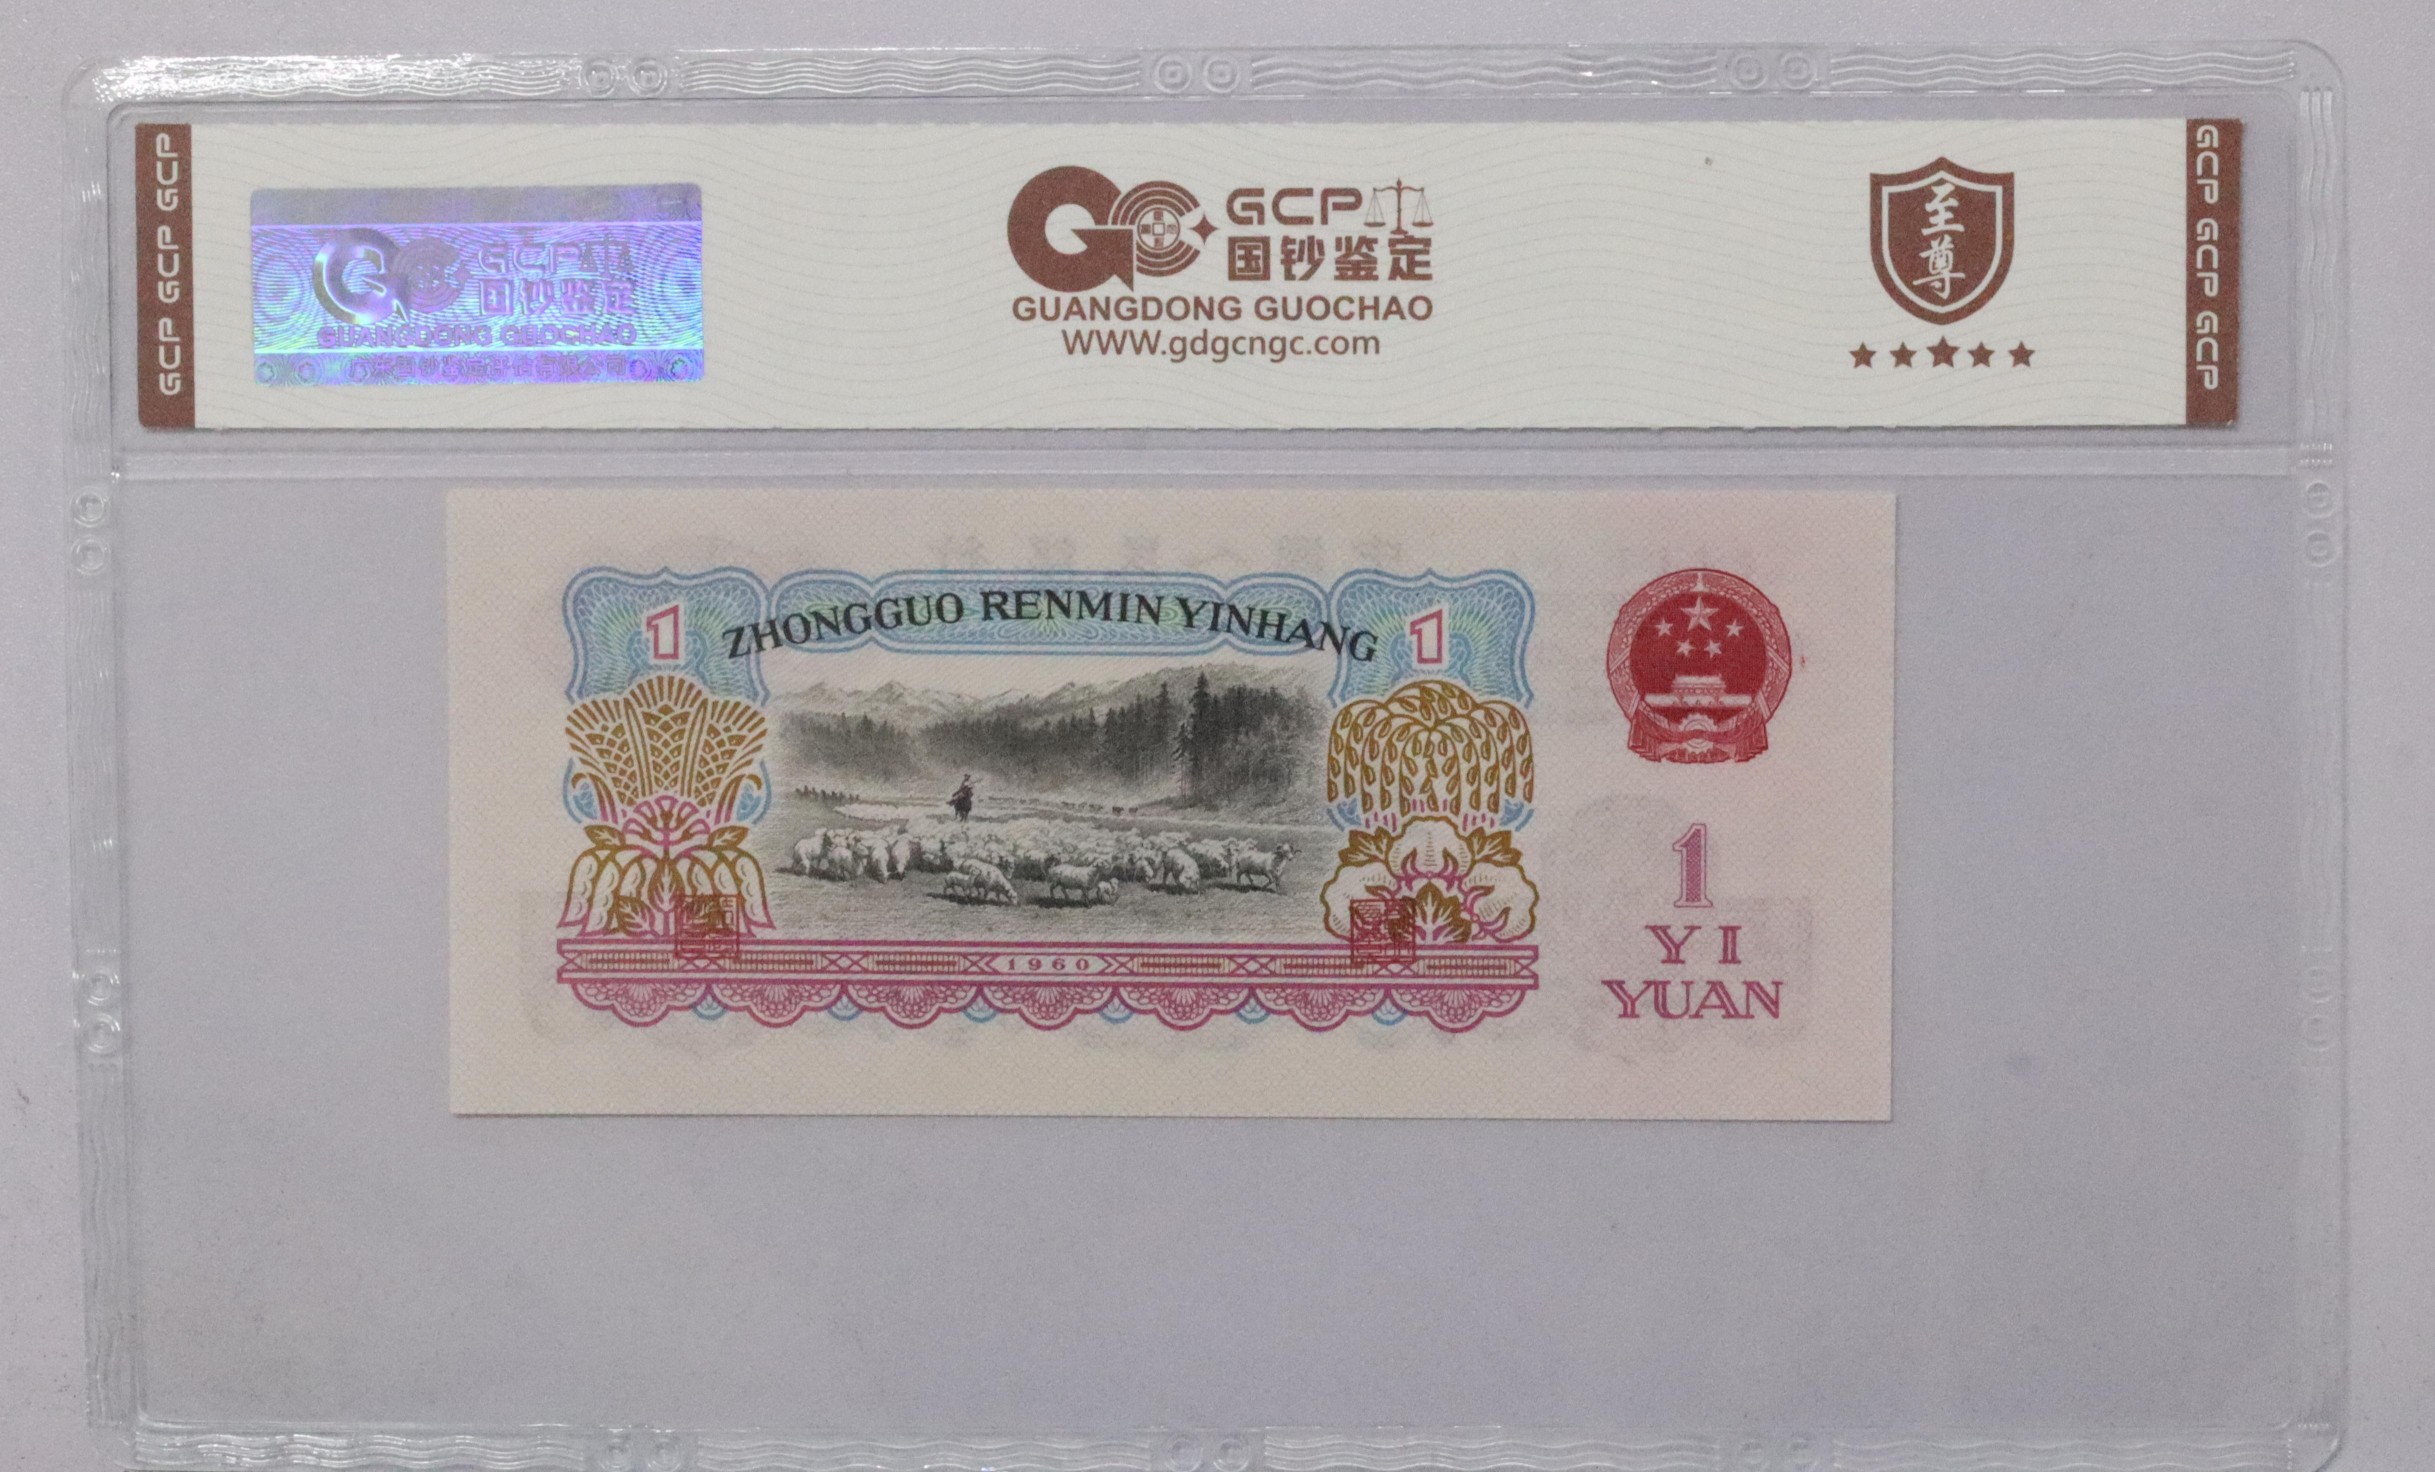 GCP GCP GCP
GCP
国钞鉴定
GUANGDONG GUOCHAO
GCP
国钞鉴定
GUANGDONG GUOCHAO
WWW.gdgcngc.com
至尊
GCP GCP GCP
ZHONGGUO RENMIN YINHANG
1
1
1960
1
YI
YUAN